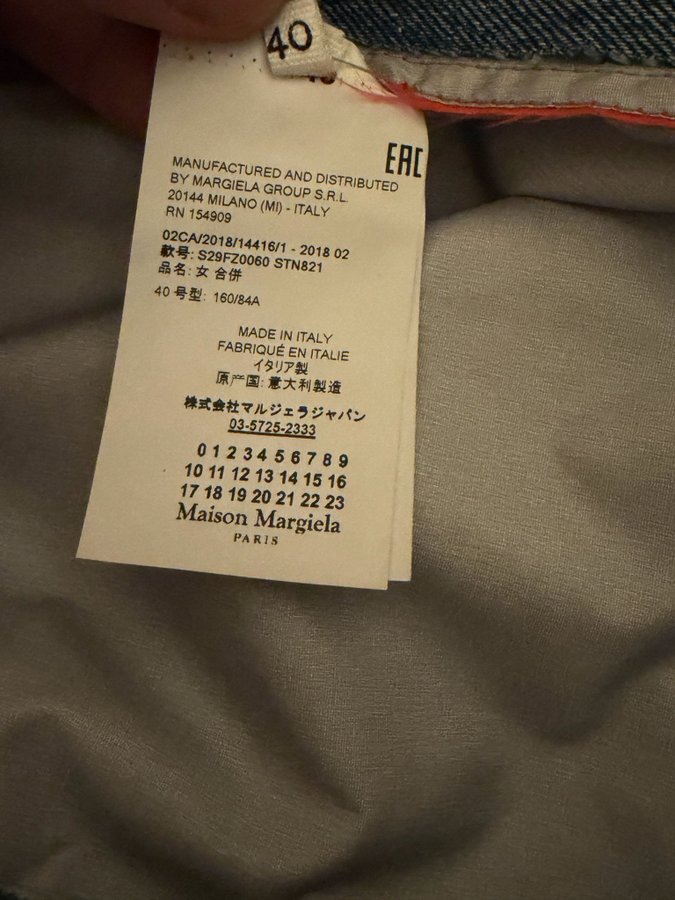 40
EAC
MANUFACTURED AND DISTRIBUTED
BY MARGIELA GROUP S.R.L.
20144 MILANO (MI) - ITALY
RN 154909
02CA/2018/14416/1 - 2018 02
款号: S29FZ0060 STN821
品名: 女 合併
40 号型: 160/84A
MADE IN ITALY
FABRIQUÉ EN ITALIE
イタリア製
原产国: 意大利製造
株式会社マルジェラジャパン
03-5725-2333
0 1 2 3 4 5 6 7 8 9
10 11 12 13 14 15 16
17 18 19 20 21 22 23
Maison Margiela
PARIS